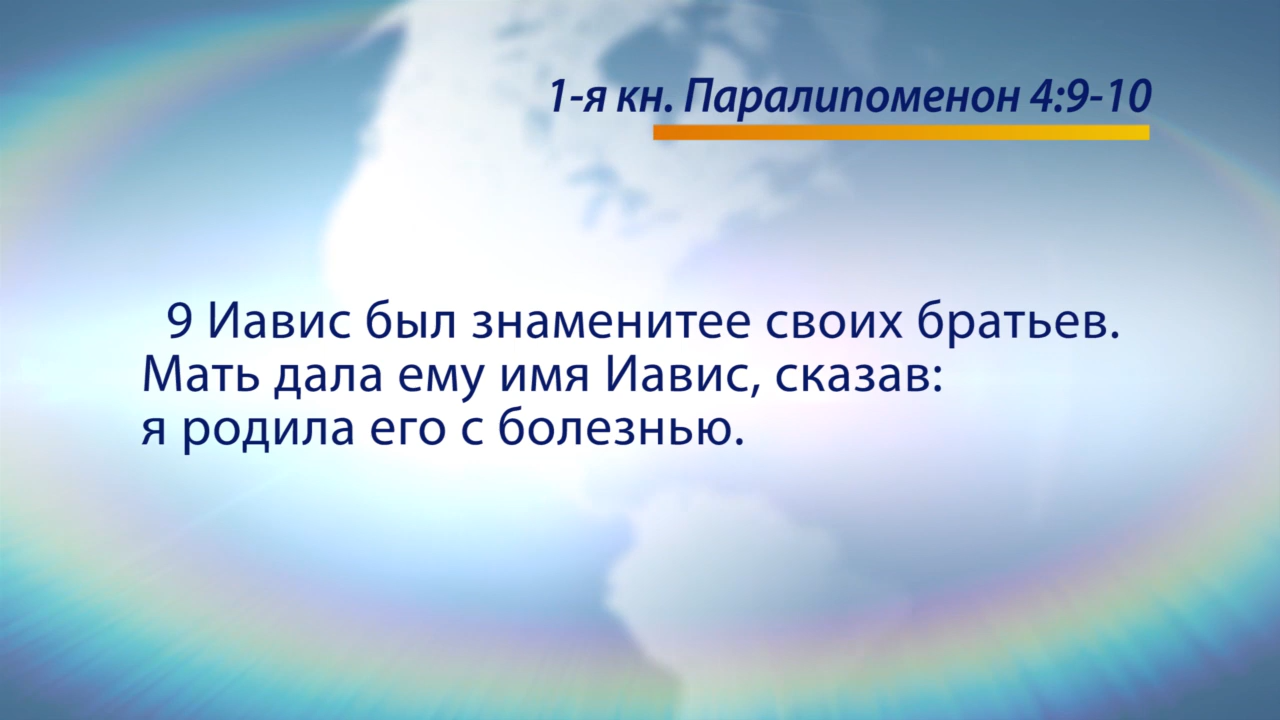 1-я кн. Паралипоменон 4:9-10
9 Иавис был знаменитее своих братьев.
Мать дала ему имя Иавис, сказав:
я родила его с болезнью.